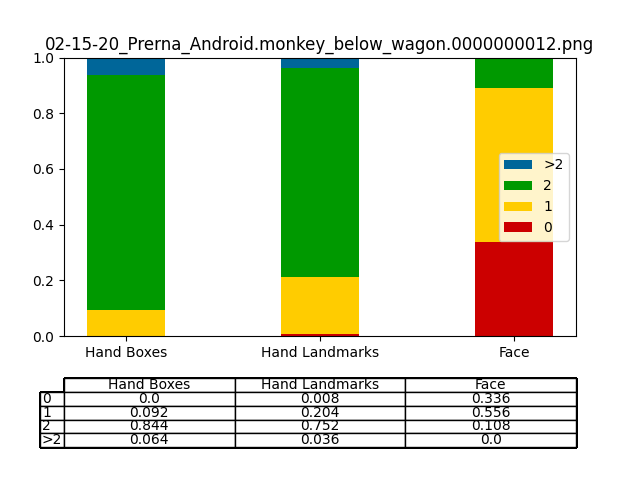 02-15-20_Prerna_Android.monkey_below_wagon.0000000012.png
1.0
0.8
0.6
0.4
0.2
0.0
>2
2
1
0
Hand Boxes Hand Landmarks Face
Hand Boxes Hand Landmarks Face
0 0.0 0.008 0.336
1 0.092 0.204 0.556
2 0.844 0.752 0.108
>2 0.064 0.036 0.0